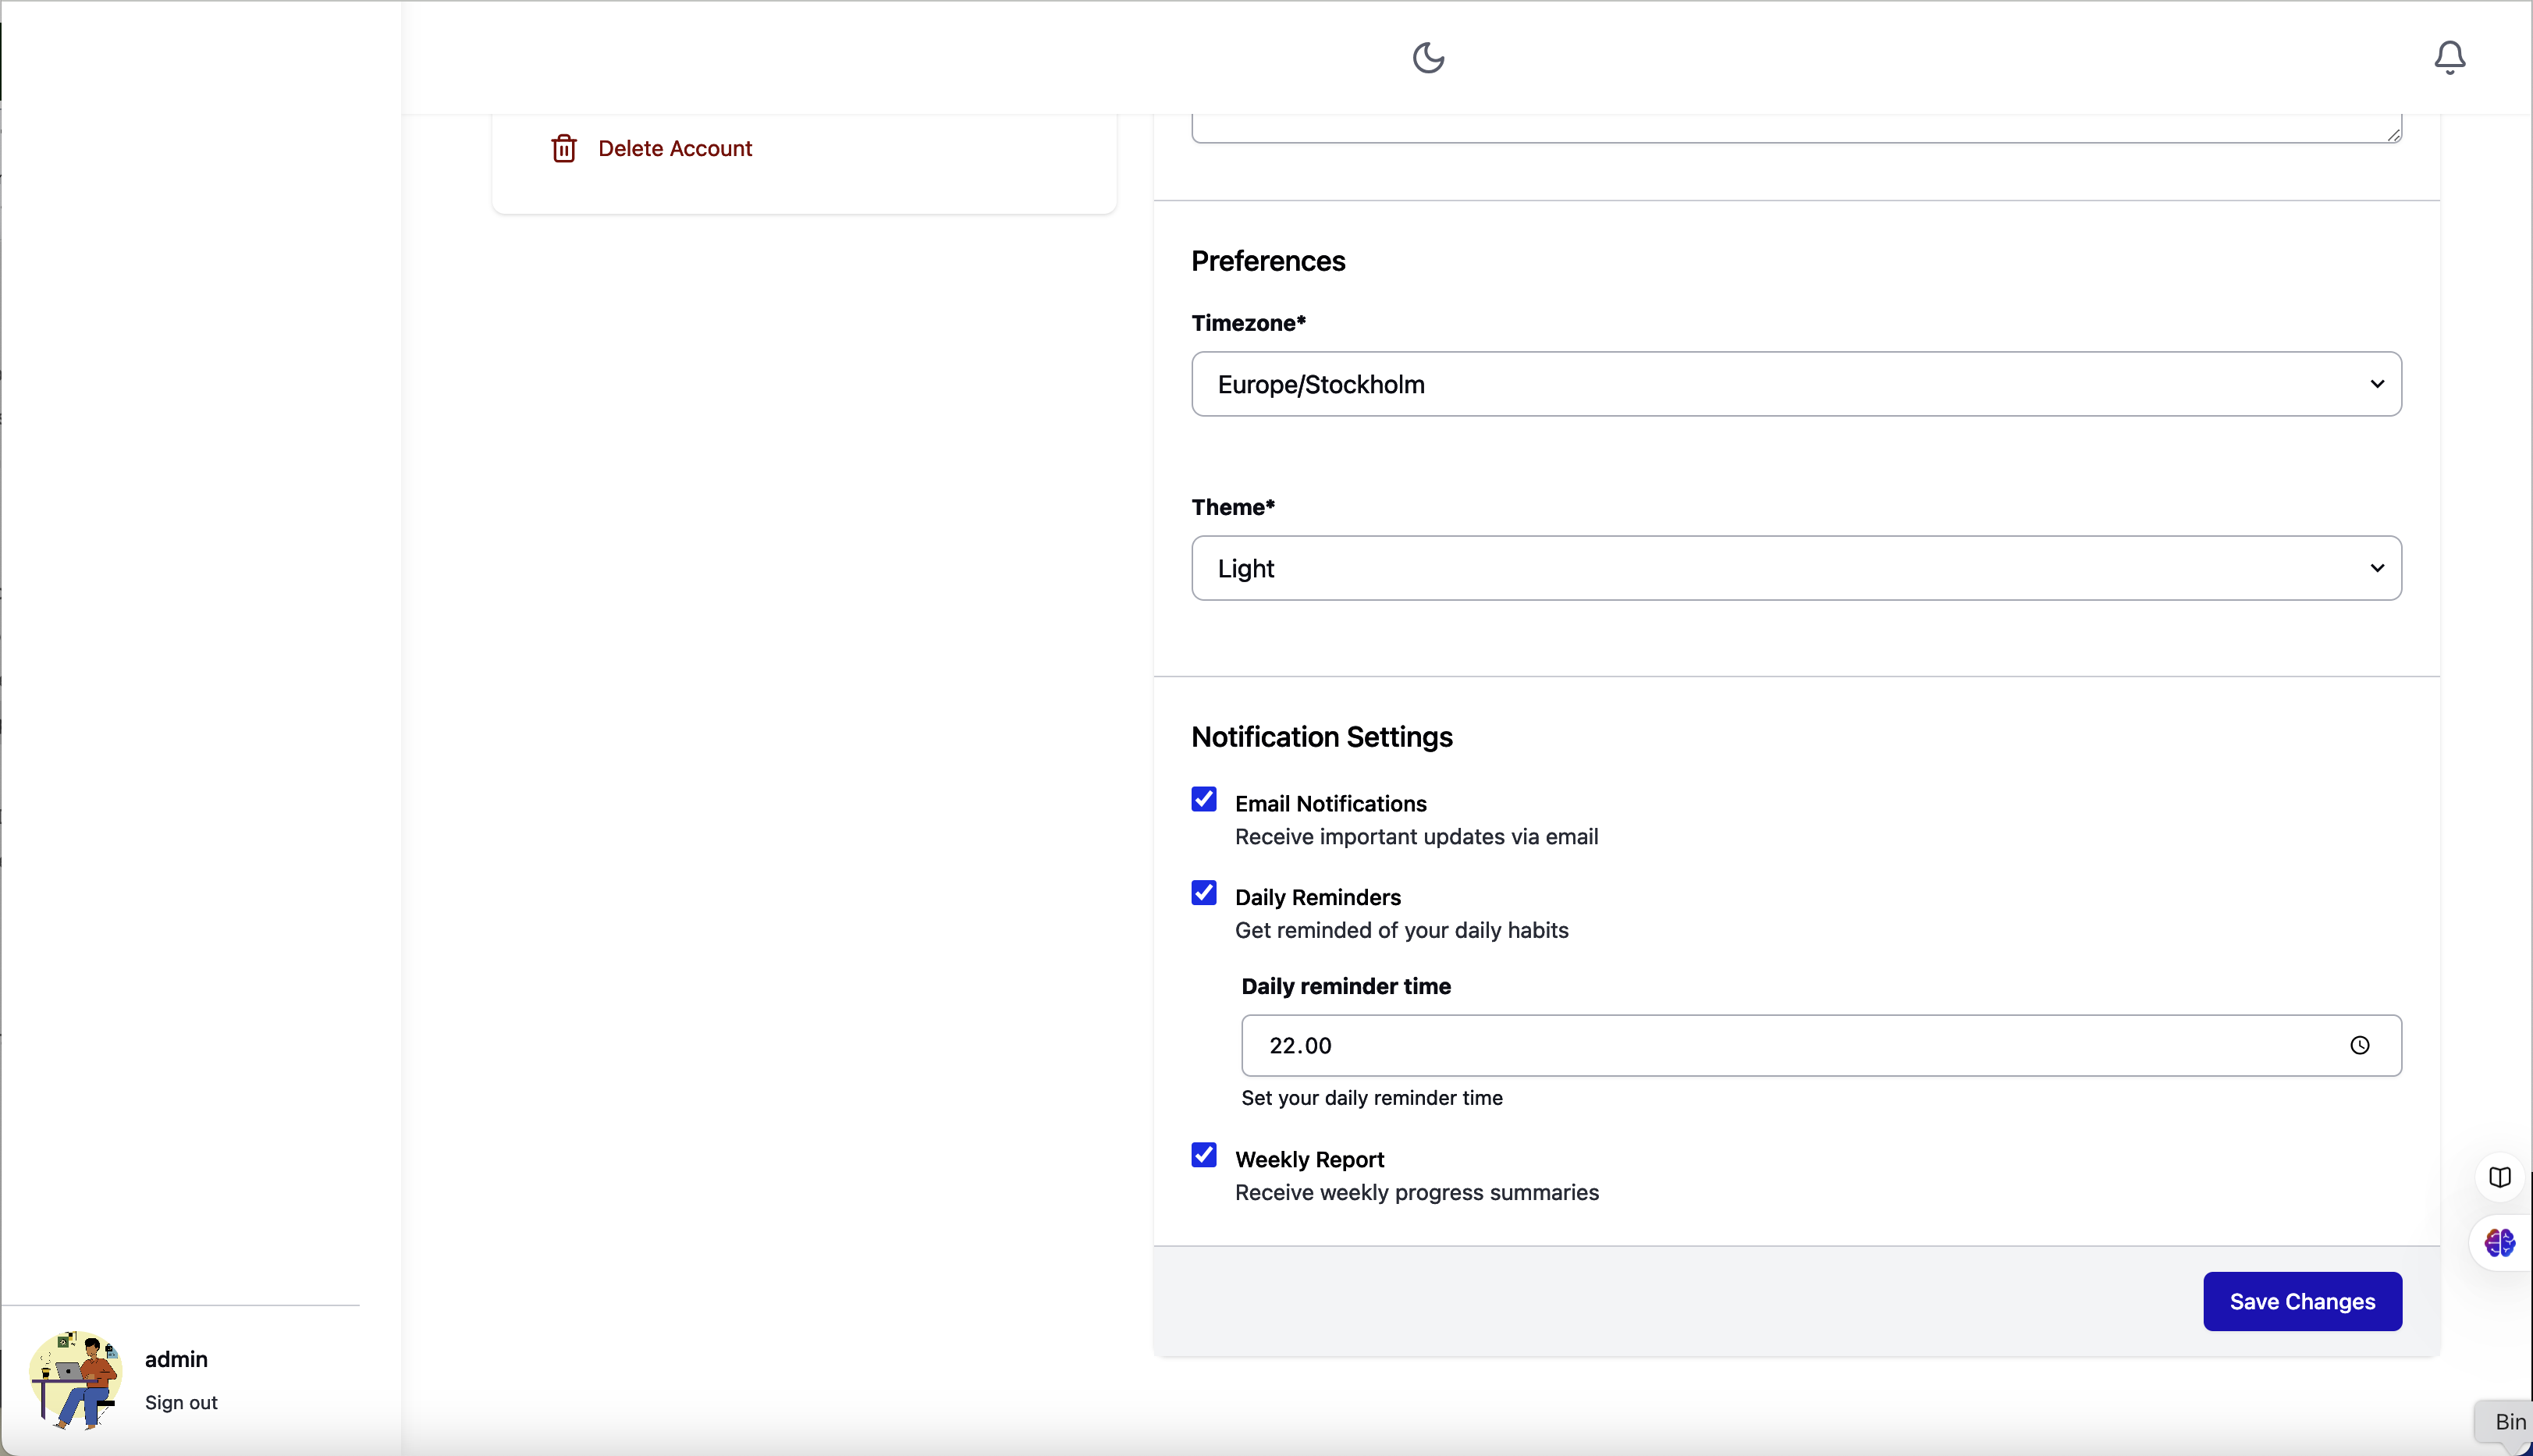 Delete Account
Preferences
Timezone*
Europe/Stockholm
Theme*
Light
Notification Settings
Email Notifications
Receive important updates via email
Daily Reminders
Get reminded of your daily habits
Daily reminder time
22.00
Set your daily reminder time
Weekly Report
Receive weekly progress summaries
Save Changes
admin
Sign out
Bin